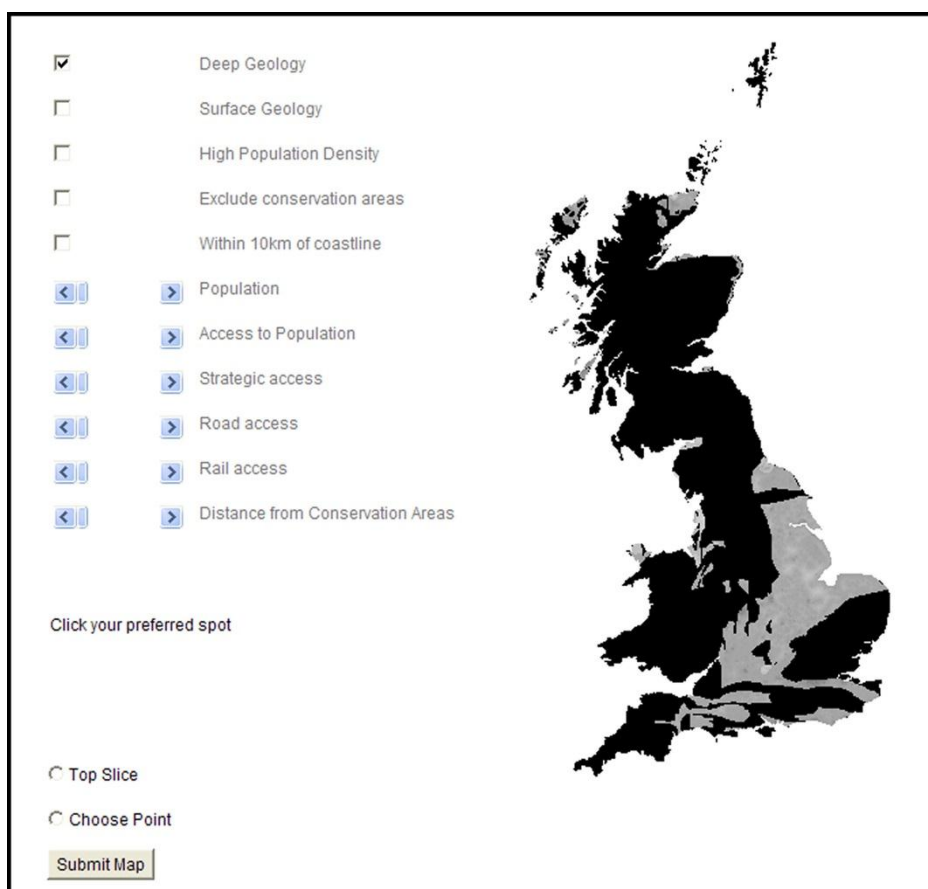 Deep Geology
Surface Geology
High Population Density
Exclude conservation areas
Within 10km of coastline
Population
Access to Population
Strategic access
Road access
Rail access
Distance from Conservation Areas
Click your preferred spot
Top Slice
Choose Point
Submit Map